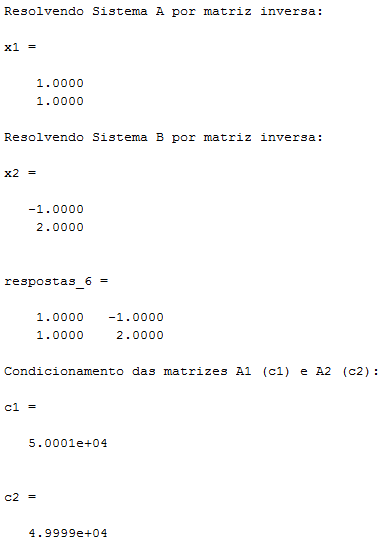 Resolvendo Sistema A por matriz inversa:
x1 =
1.0000
1.0000
Resolvendo Sistema B por matriz inversa:
x2 =
-1.0000
2.0000
respostas_6 =
1.0000 -1.0000
1.0000 2.0000
Condicionamento das matrizes A1 (c1) e A2 (c2):
c1 =
5.0001e+04
c2 =
4.9999e+04